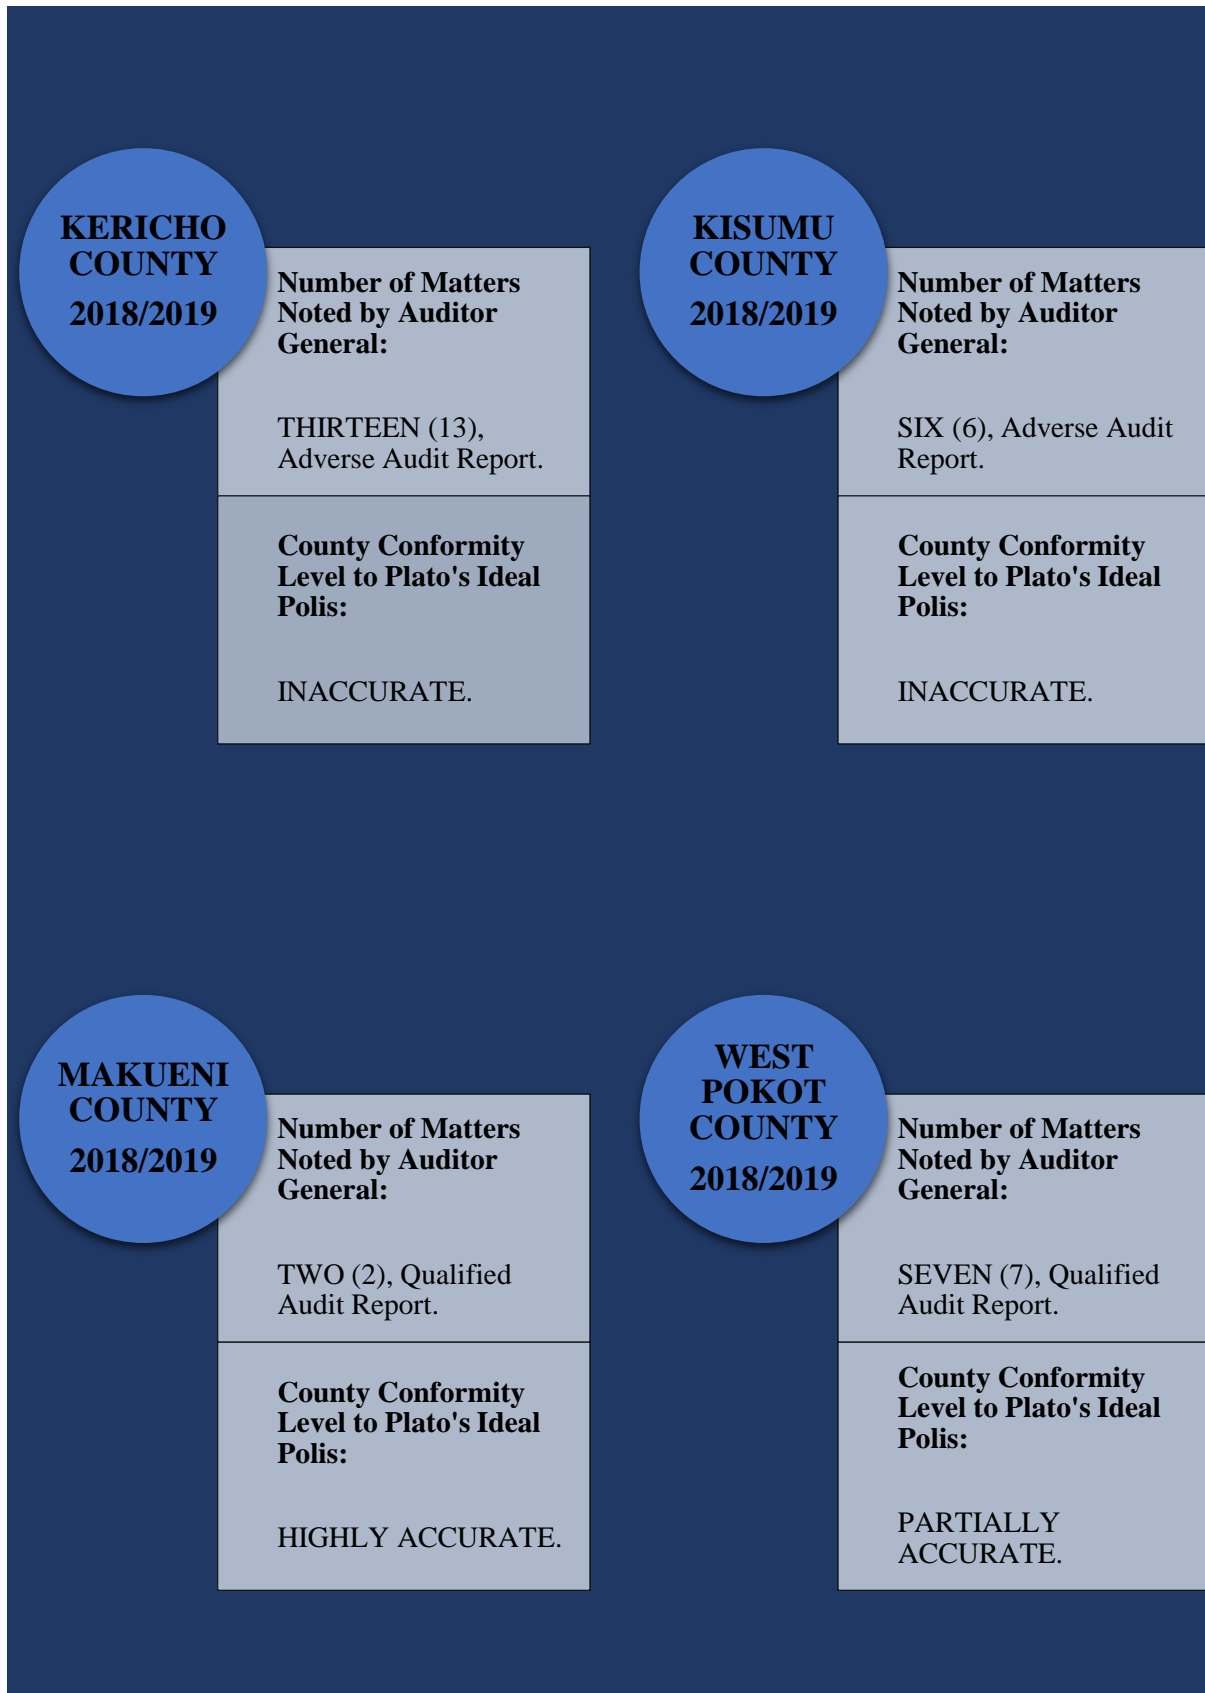 KERICHO
COUNTY
2018/2019
Number of Matters
Noted by Auditor
General:
THIRTEEN (13),
Adverse Audit Report.
County Conformity
Level to Plato's Ideal
Polis:
INACCURATE.
KISUMU
COUNTY
2018/2019
Number of Matters
Noted by Auditor
General:
SIX (6), Adverse Audit
Report.
County Conformity
Level to Plato's Ideal
Polis:
INACCURATE.
MAKUENI
COUNTY
2018/2019
Number of Matters
Noted by Auditor
General:
TWO (2), Qualified
Audit Report.
County Conformity
Level to Plato's Ideal
Polis:
HIGHLY ACCURATE.
WEST
POKOT
COUNTY
2018/2019
Number of Matters
Noted by Auditor
General:
SEVEN (7), Qualified
Audit Report.
County Conformity
Level to Plato's Ideal
Polis:
PARTIALLY
ACCURATE.